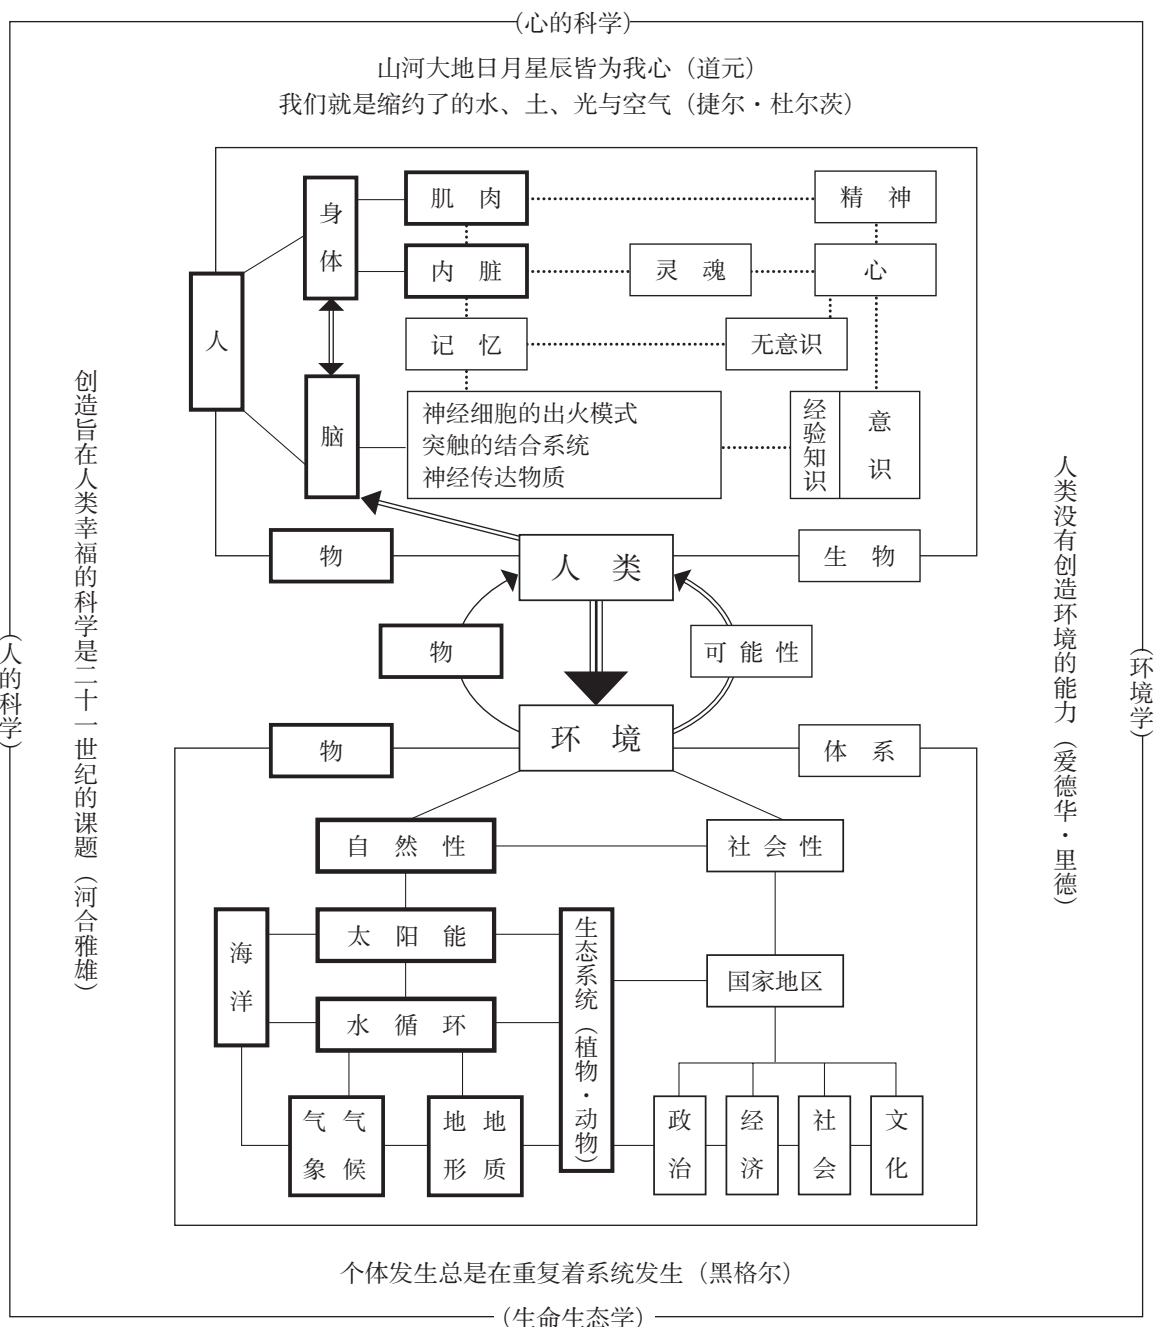 （心的科学）
山河大地日月星辰皆为我心（道元）
我们就是缩约了的水、土、光与空气（捷尔・杜尔茨）
身体
肌肉
精神
内脏
灵魂
心
人
记忆
无意识
脑
神经细胞的出火模式
突触的结合系统
神经传达物质
经验知识
意识
物
人类
生物
物
可能性
物
环境
体系
自然性
社会性
海洋
太阳能
生态系统（植物・动物）
国家地区
水循环
气象
气候
地形
地质
政治
经济
社会
文化
创造旨在人类幸福的科学是二十一世纪的课题（河合雅雄）
（人的科学）
人类没有创造环境的能力（爱德华・里德）
（环境学）
个体发生总是在重复着系统发生（黑格尔）
（生命生态学）